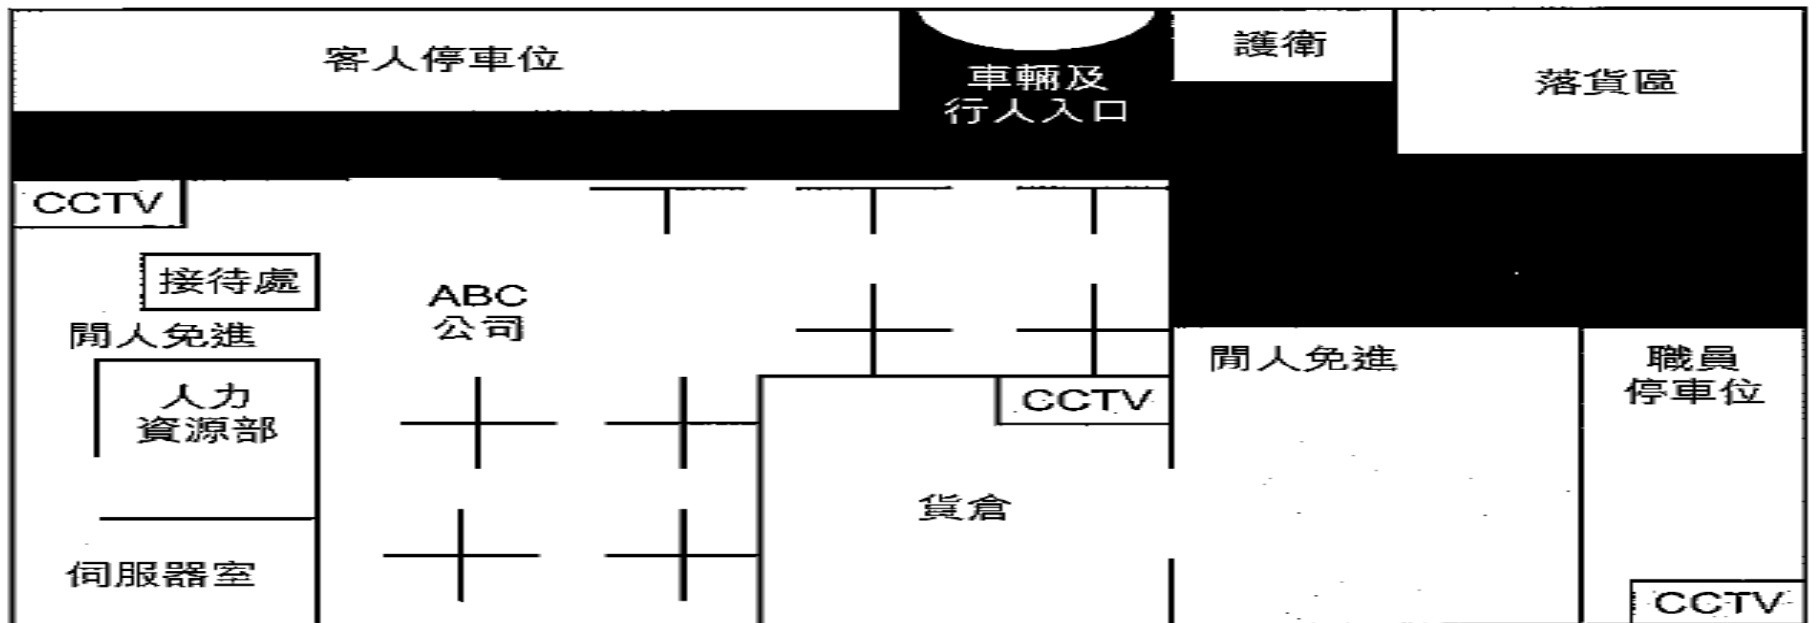 客人停車位
車輛及
行人入口
護衛
落貨區
CCTV
接待處
ABC
公司
閒人免進
人力
資源部
伺服器室
CCTV
貨倉
閒人免進
職員
停車位
CCTV